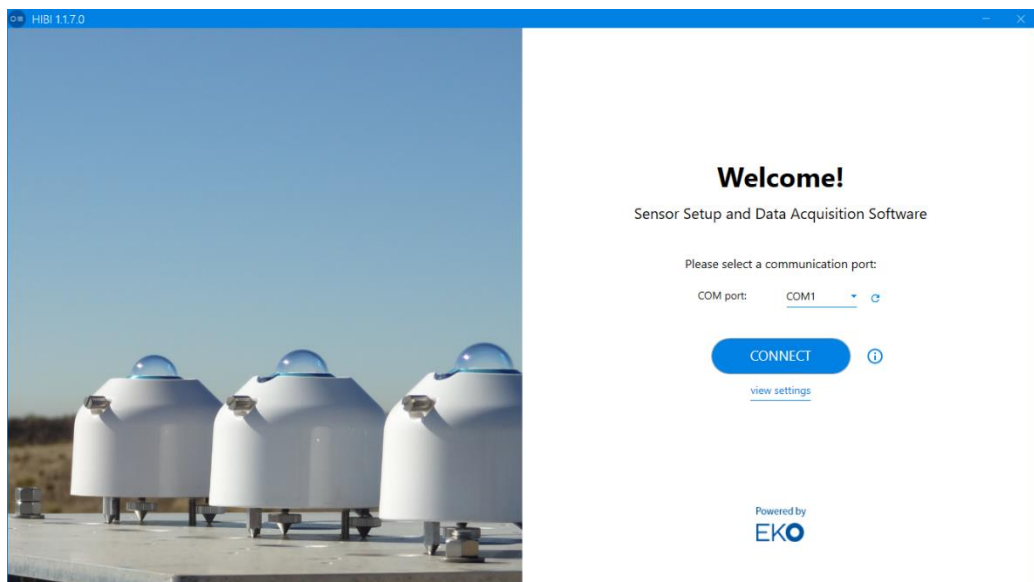 HIBI 1.1.7.0
Welcome!
Sensor Setup and Data Acquisition Software
Please select a communication port:
COM port: COM1
CONNECT
view settings
Powered by
EKO